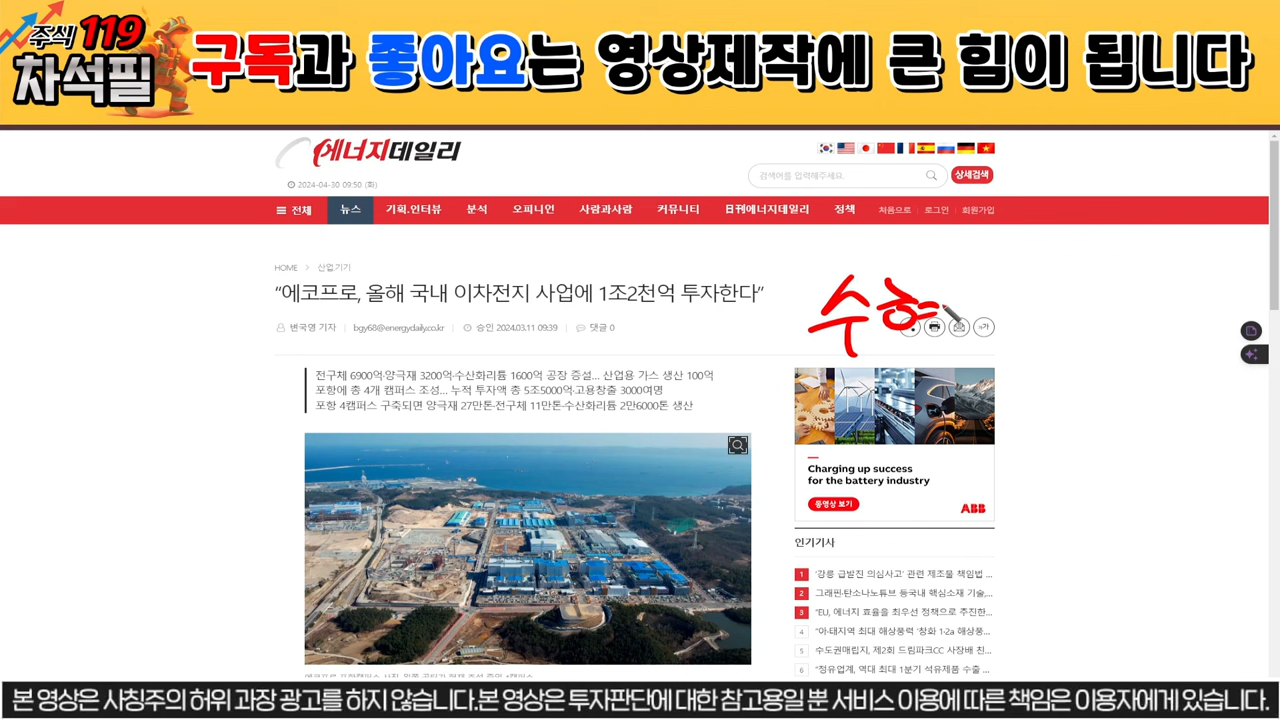 주식 119
차석필
구독과 좋아요는 영상제작에 큰 힘이 됩니다
에너지데일리
2024-04-30 09:50 (화)
검색어를 입력해주세요.
상세검색
전체 뉴스 기획.인터뷰 분석 오피니언 사람과사람 커뮤니티 日刊에너지데일리 정책 처음으로 로그인 회원가입
HOME > 산업.기기
“에코프로, 올해 국내 이차전지 사업에 1조2천억 투자한다”
수
변국영 기자 bgy68@energydaily.co.kr 승인 2024.03.11 09:39 댓글 0
가
전구체 6900억·양극재 3200억·수산화리튬 1600억 공장 증설... 산업용 가스 생산 100억
포항에 총 4개 캠퍼스 조성... 누적 투자액 총 5조5000억·고용창출 3000여명
포항 4캠퍼스 구축되면 양극재 27만톤·전구체 11만톤·수산화리튬 2만6000톤 생산
Charging up success
for the battery industry
동영상 보기
ABB
인기기사
1 '강릉 급발진 의심사고' 관련 제조물 책임법 ...
2 그래핀·탄소나노튜브 등국내 핵심소재 기술,...
3 “EU, 에너지 효율을 최우선 정책으로 추진한...
4 “아·태지역 최대 해상풍력 '창화 1·2a 해상풍...
5 수도권매립지, 제2회 드림파크CC 사장배 친...
6 “정유업계, 역대 최대 1분기 석유제품 수출 ...
본 영상은 사칭주의 허위 과장 광고를 하지 않습니다.본 영상은 투자판단에 대한 참고용일 뿐 서비스 이용에 따른 책임은 이용자에게 있습니다.